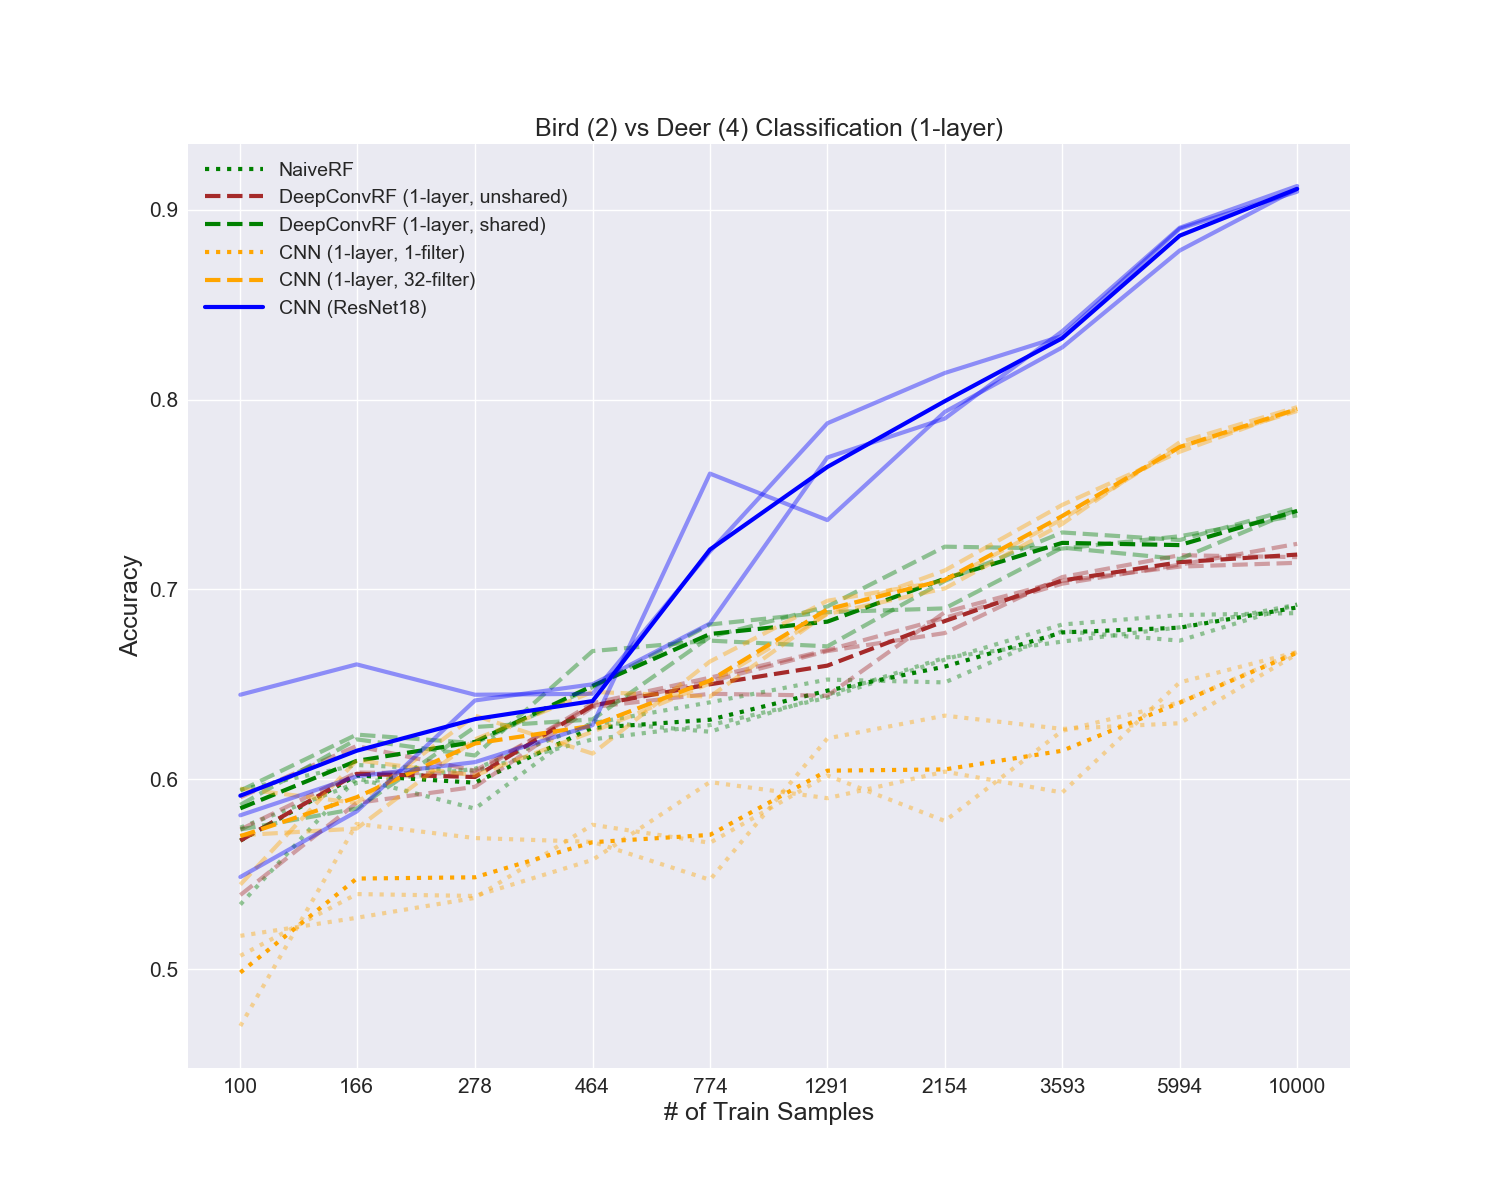 Bird (2) vs Deer (4) Classification (1-layer)
NaiveRF
DeepConvRF (1-layer, unshared)
DeepConvRF (1-layer, shared)
CNN (1-layer, 1-filter)
CNN (1-layer, 32-filter)
CNN (ResNet18)
Accuracy
0.9
0.8
0.7
0.6
0.5
100 166 278 464 774 1291 2154 3593 5994 10000
# of Train Samples